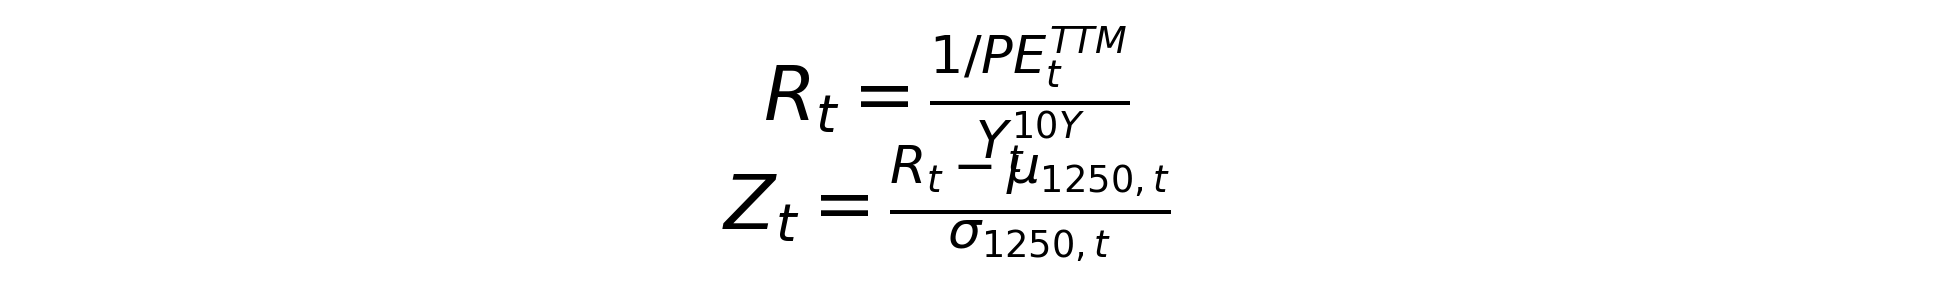 R_t = \frac{1/PE_t^{TTM}}{Y_t^{10Y}}
Z_t = \frac{R_t - \mu_{1250,t}}{\sigma_{1250,t}}